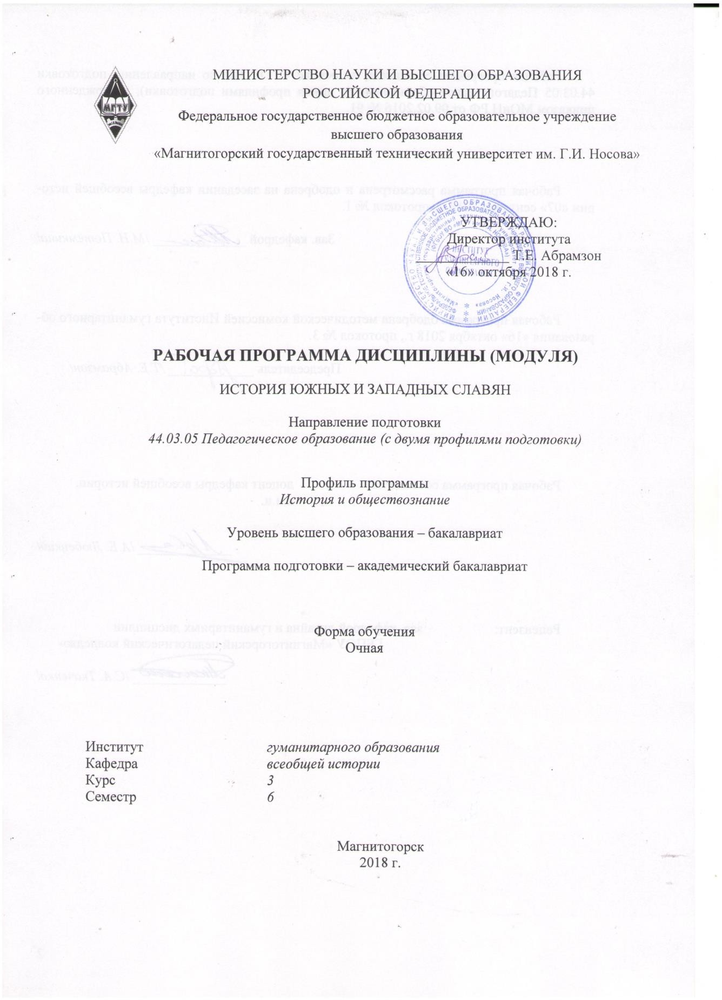 МИНИСТЕРСТВО НАУКИ И ВЫСШЕГО ОБРАЗОВАНИЯ
РОССИЙСКОЙ ФЕДЕРАЦИИ
МГТУ
Федеральное государственное бюджетное образовательное учреждение
высшего образования
«Магнитогорский государственный технический университет им. Г.И. Носова»
УТВЕРЖДАЮ:
Директор института
Т.Е. Абрамзон
«16» октября 2018 г.
РАБОЧАЯ ПРОГРАММА ДИСЦИПЛИНЫ (МОДУЛЯ)
ИСТОРИЯ ЮЖНЫХ И ЗАПАДНЫХ СЛАВЯН
Направление подготовки
44.03.05 Педагогическое образование (с двумя профилями подготовки)
Профиль программы
История и обществознание
Уровень высшего образования – бакалавриат
Программа подготовки – академический бакалавриат
Форма обучения
Очная
Институт гуманитарного образования
Кафедра всеобщей истории
Курс 3
Семестр 6
Магнитогорск
2018 г.